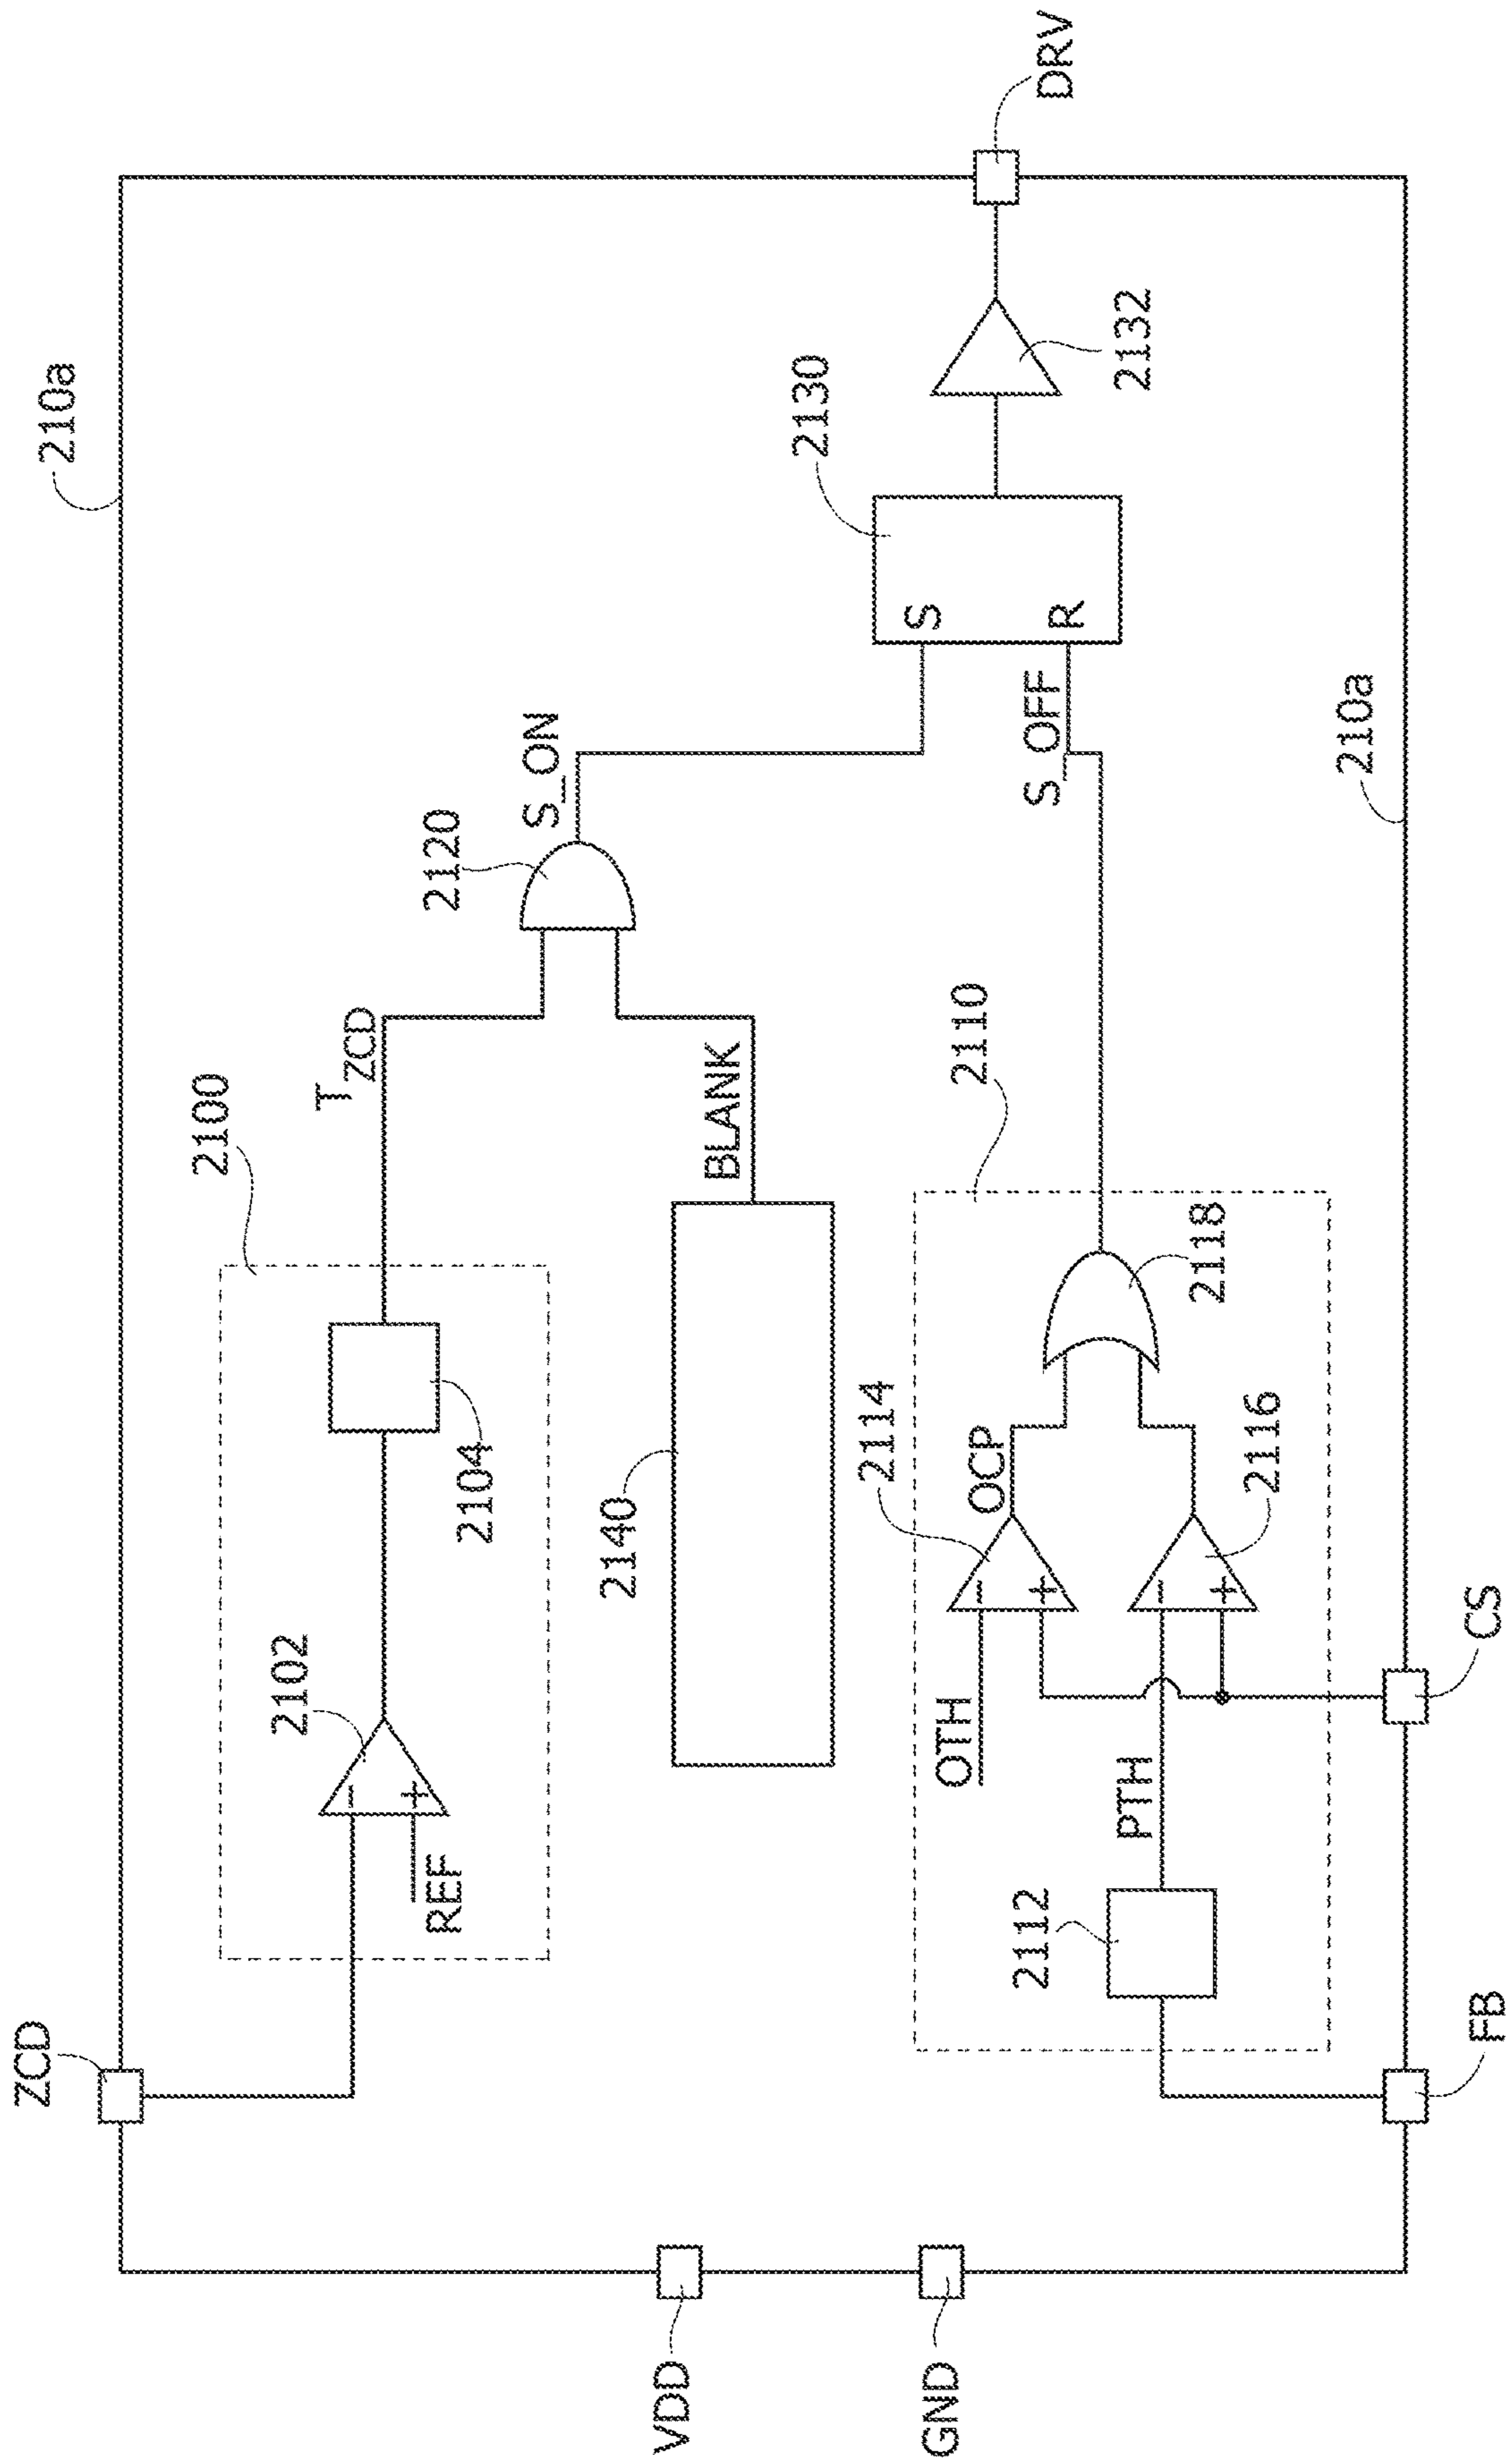 210a
ZCD
2100
2102
REF
2104
T
ZCD
2120
S_ON
2140
BLANK
VDD
GND
2110
2114
OCP
OTH
2112
PTH
2116
2118
S_OFF
S
R
2130
2132
DRV
FB
CS
210a